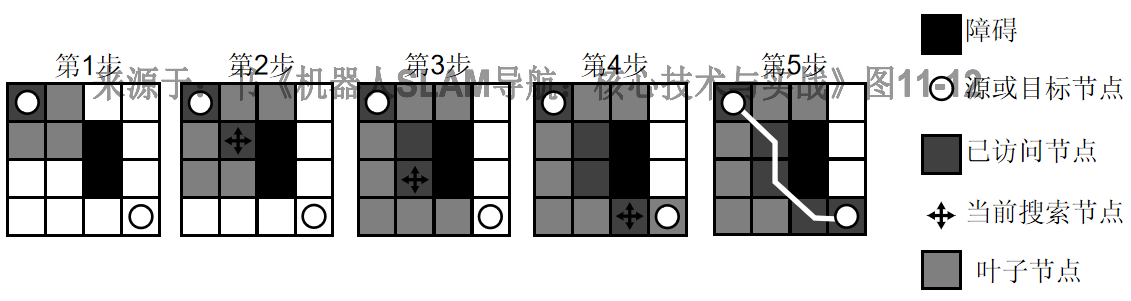 第1步 第2步 第3步 第4步 第5步
来源于：书《机器人SLAM导航：核心技术与实战》图11-13
障碍
源或目标节点
已访问节点
当前搜索节点
叶子节点